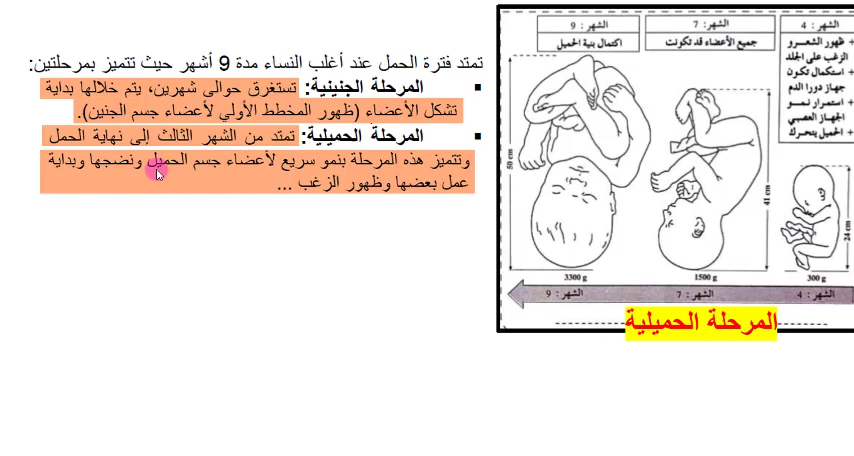 تمتد فترة الحمل عند أغلب النساء مدة 9 أشهر حيث تتميز بمرحلتين:
▪ المرحلة الجنينية: تستغرق حوالى شهرين، يتم خلالها بداية
تشكل الأعضاء (ظهور المخطط الأولي لأعضاء جسم الجنين).
▪ المرحلة الحميلية: تمتد من الشهر الثالث إلى نهاية الحمل
وتتميز هذه المرحلة بنمو سريع لأعضاء جسم الحميل ونضجها وبداية
عمل بعضها وظهور الزغب ...
الشهر : 4
+ ظهور الشعـــرو
الزغب على الجلد
+ استكمال تكون
جهاز دورا الدم
+ استمرار نمـــو
الجهاز العصبي
+ الحميل يتحرك
الشهر : 7
جميع الأعضاء قد تكونت
الشهر : 9
اكتمال بنية الحميل
24 cm
41 cm
50 cm
300 g
1500 g
3300 g
الشهر : 4
الشهر : 7
الشهر : 9
المرحلة الحميلية